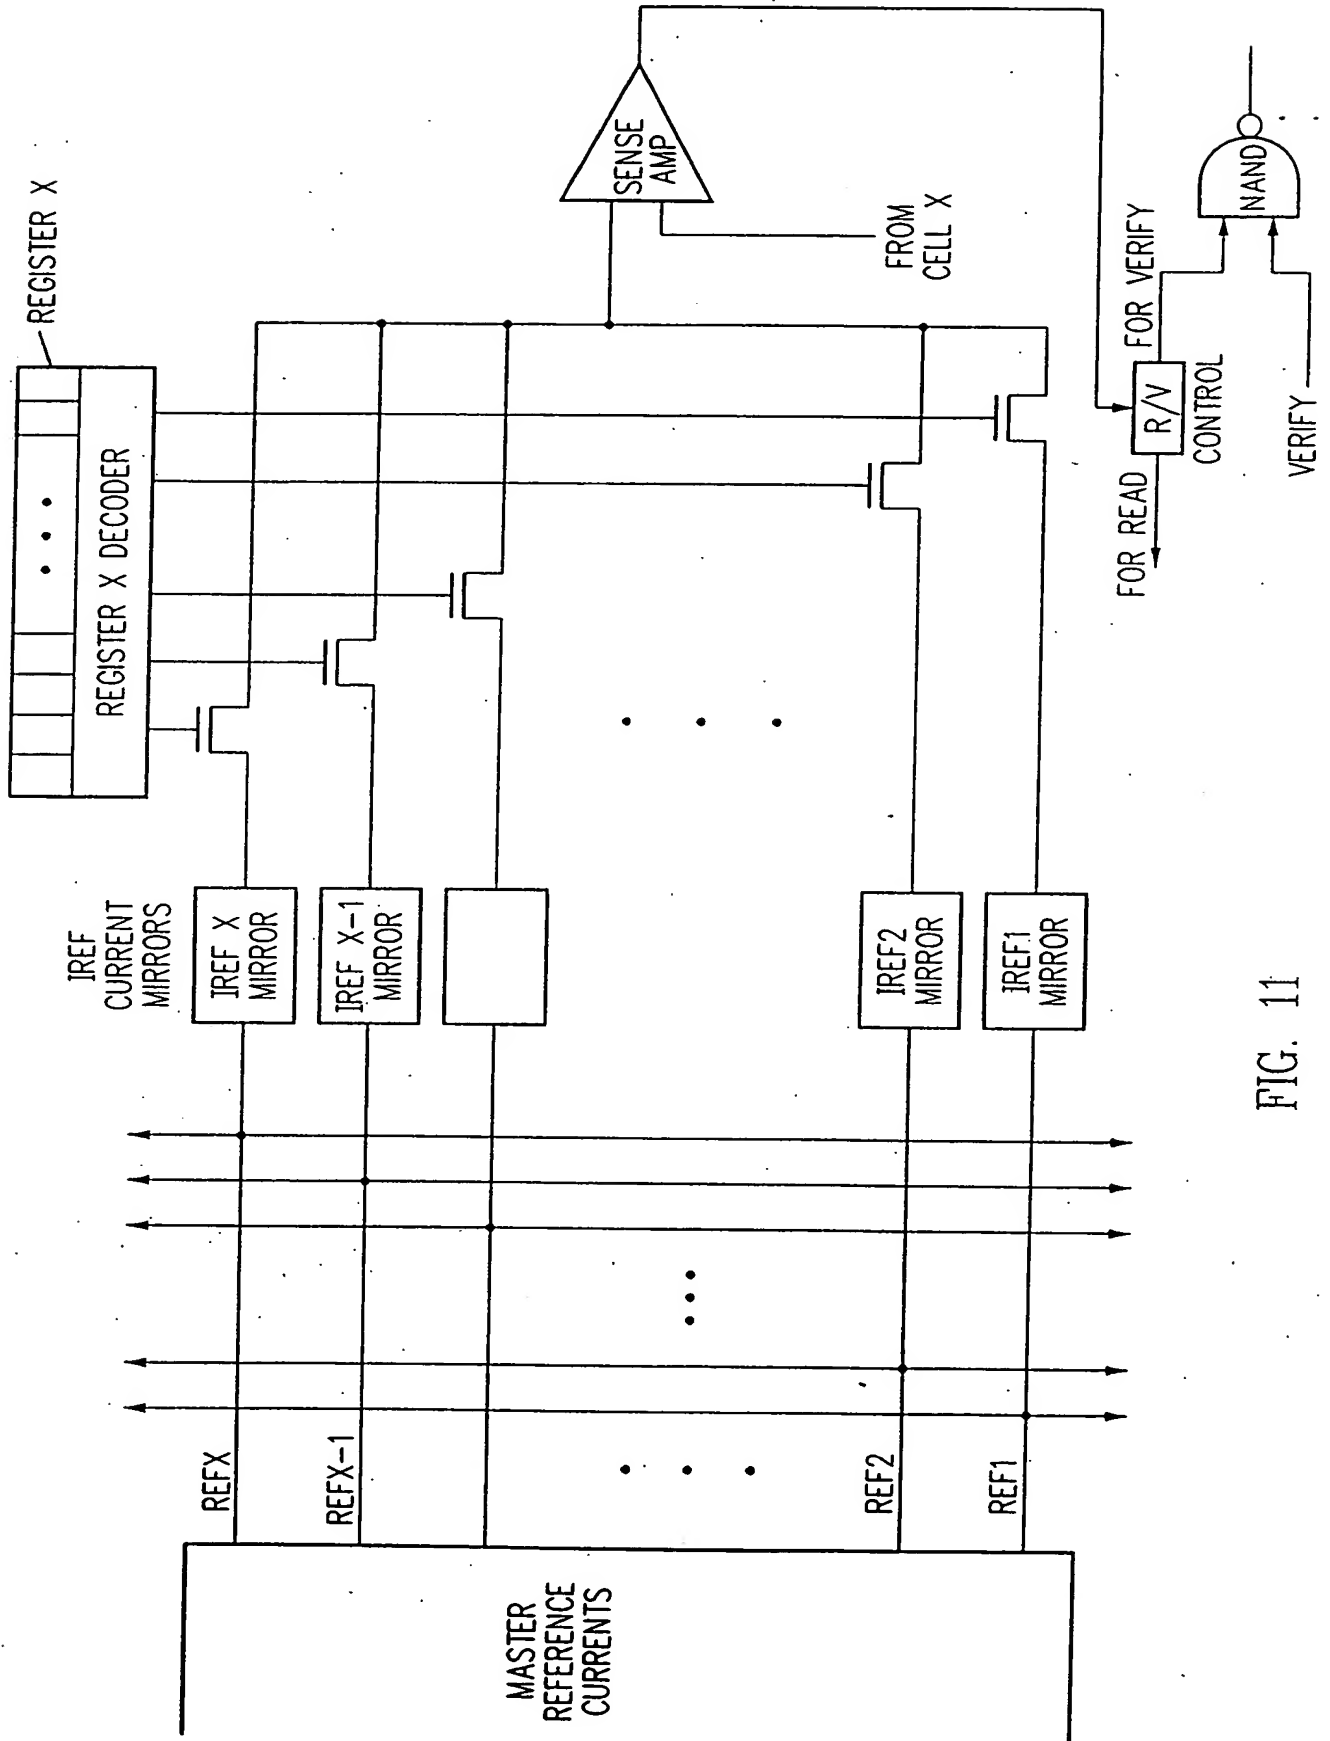 REGISTER X
REGISTER X DECODER
IREF
CURRENT
MIRRORS
IREF X
MIRROR
IREF X-1
MIRROR
IREF2
MIRROR
IREF1
MIRROR
REFX
REFX-1
REF2
REF1
MASTER
REFERENCE
CURRENTS
SENSE
AMP
FROM
CELL X
FOR READ
R/V
CONTROL
FOR VERIFY
VERIFY
NAND
FIG. 11